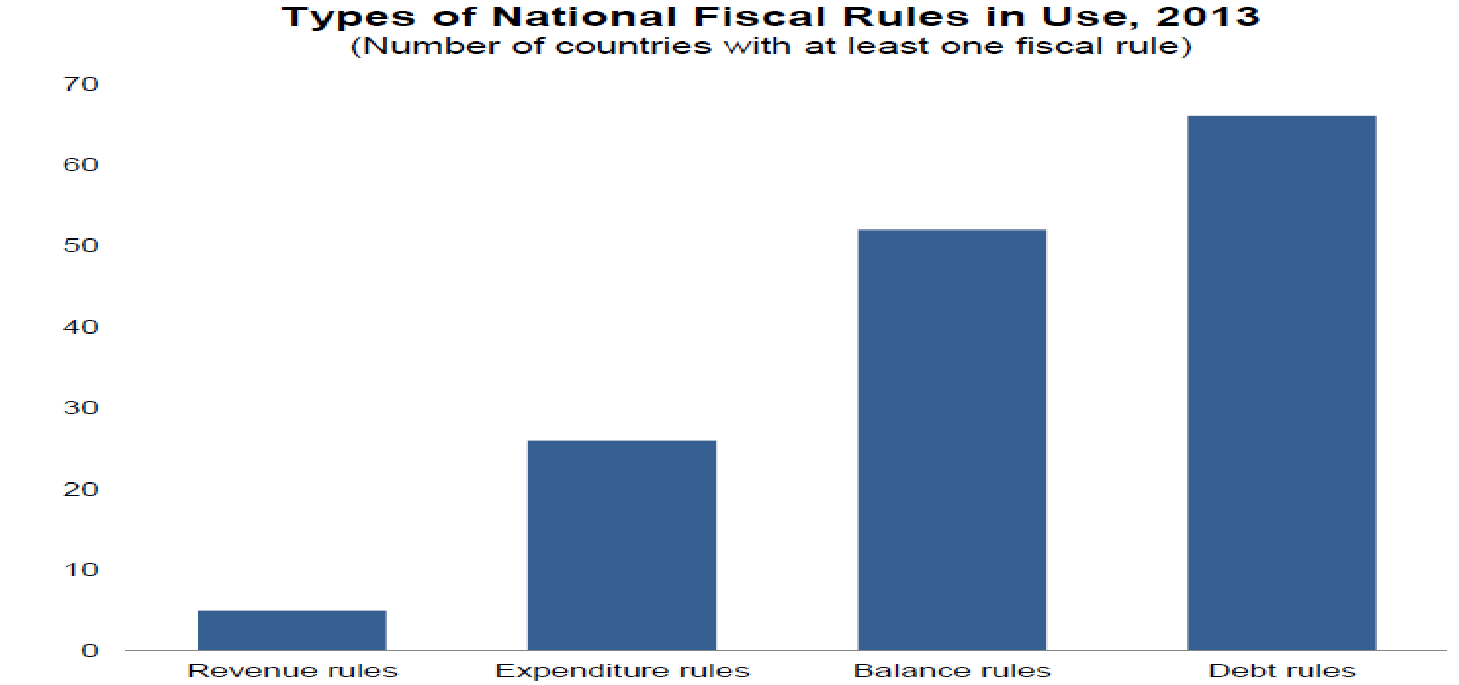 Types of National Fiscal Rules in Use, 2013
(Number of countries with at least one fiscal rule)
70
60
50
40
30
20
10
0
Revenue rules Expenditure rules Balance rules Debt rules